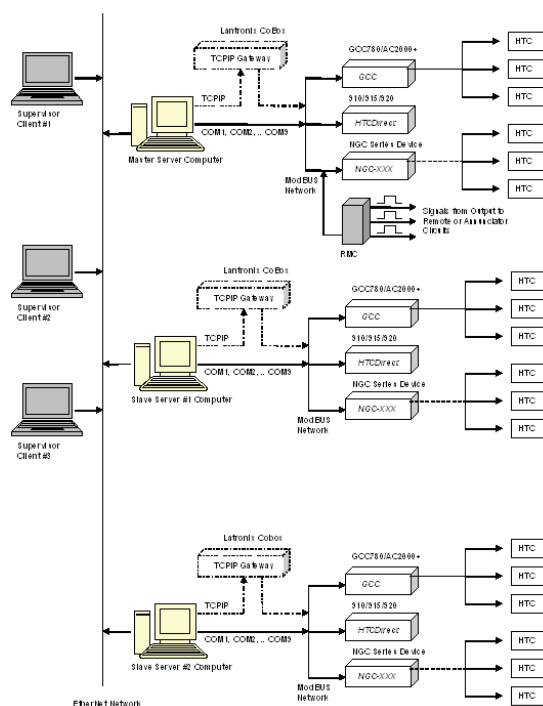 Lantronix CoBox
TCPIP Gateway
GCC780/AC2000+
HTC
GCC
HTC
HTC
TCPIP
910/915/920
HTCDirect
Supervisor
Client #1
COM1, COM2, .. COM9
Master Server Computer
NGC Series Device
HTC
NGC-XXX
HTC
HTC
ModBUS
Network
Signals from Output to
Remote or Annunciator
Circuits
RMC
Lantronix CoBox
TCPIP Gateway
GCC780/AC2000+
HTC
GCC
HTC
HTC
Supervisor
Client #2
TCPIP
910/915/920
HTCDirect
COM1, COM2, .. COM9
Slave Server #1 Computer
NGC Series Device
HTC
NGC-XXX
HTC
HTC
ModBUS
Network
Supervisor
Client #3
Latronix Cobox
TCPIP Gateway
GCC780/AC2000+
HTC
GCC
HTC
HTC
TCPIP
910/915/920
HTCDirect
COM1, COM2, .. COM9
Slave Server #2 Computer
NGC Series Device
HTC
NGC-XXX
HTC
HTC
ModBUS
Network
EtherNet Network